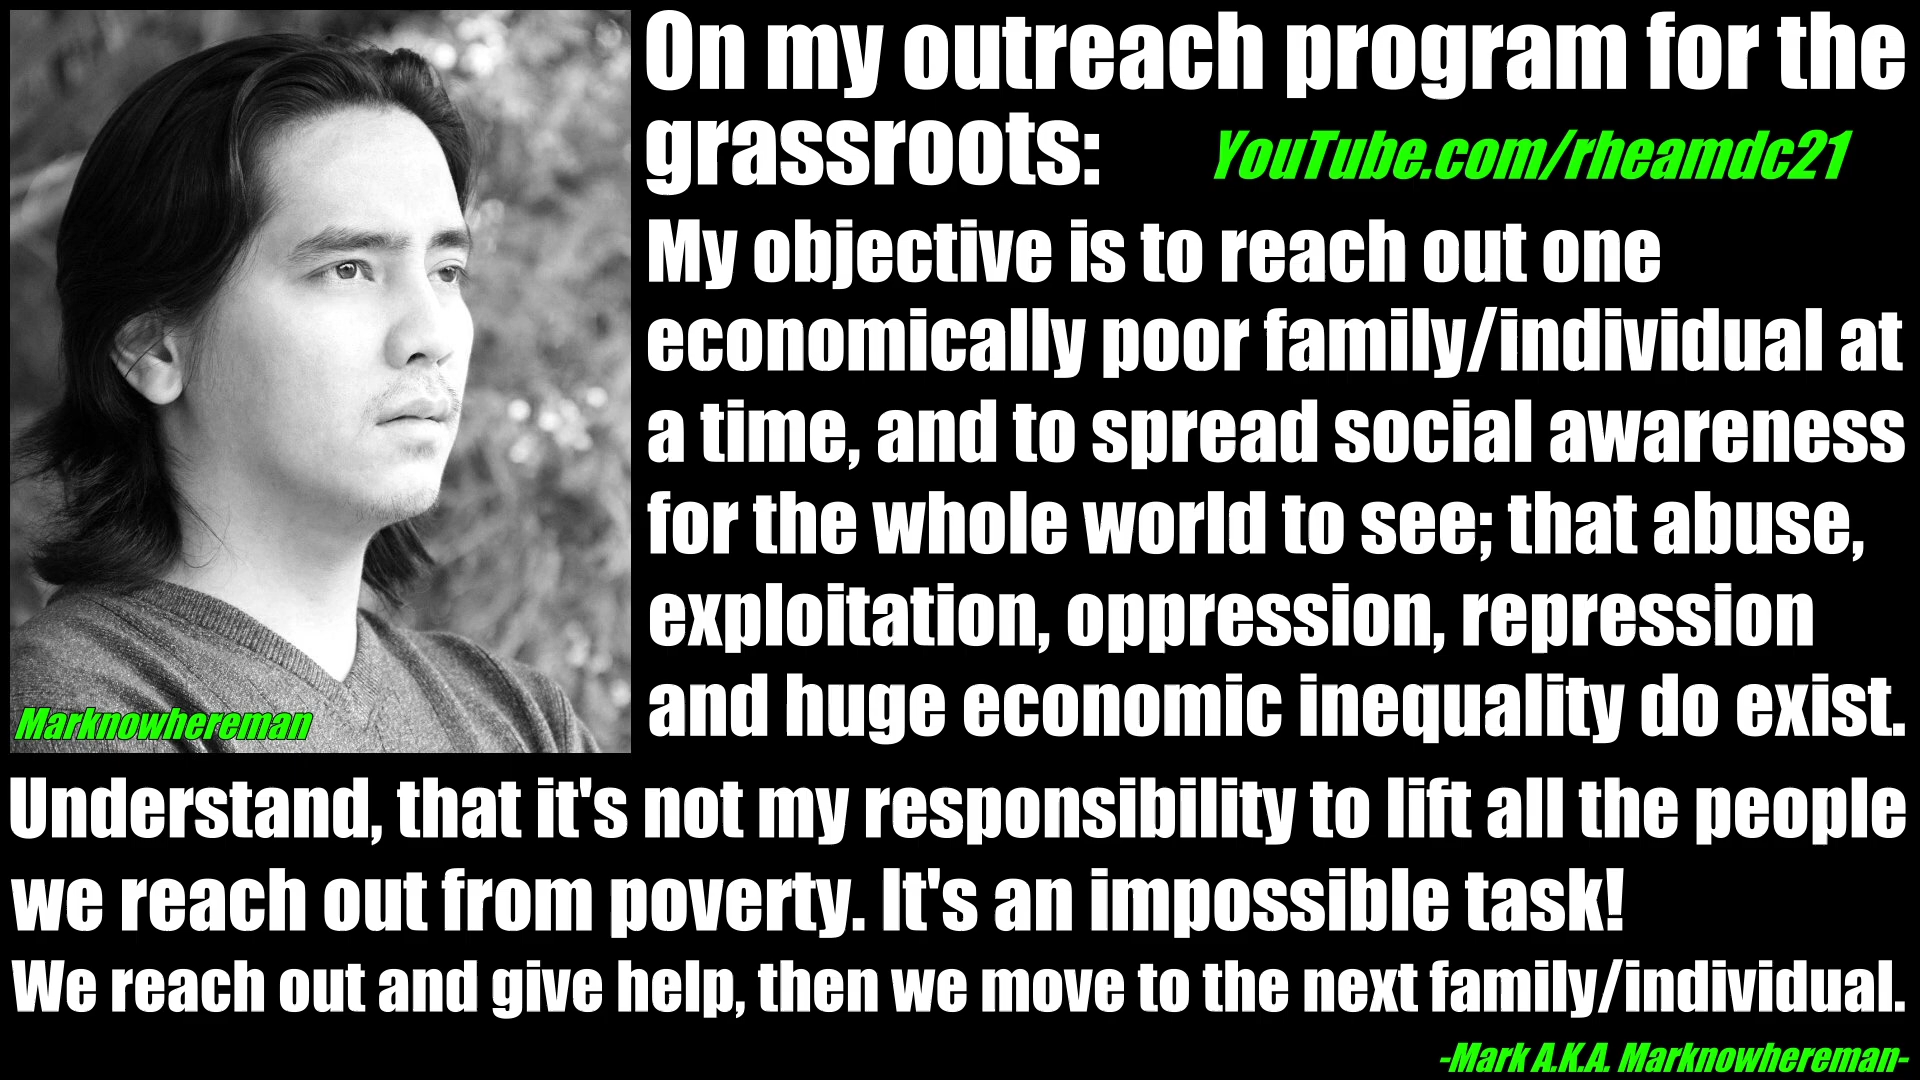 On my outreach program for the
grassroots:
YouTube.com/rheamdc21
My objective is to reach out one
economically poor family/individual at
a time, and to spread social awareness
for the whole world to see; that abuse,
exploitation, oppression, repression
and huge economic inequality do exist.
Marknowhereman
Understand, that it's not my responsibility to lift all the people
we reach out from poverty. It's an impossible task!
We reach out and give help, then we move to the next family/individual.
-Mark A.K.A. Marknowhereman-